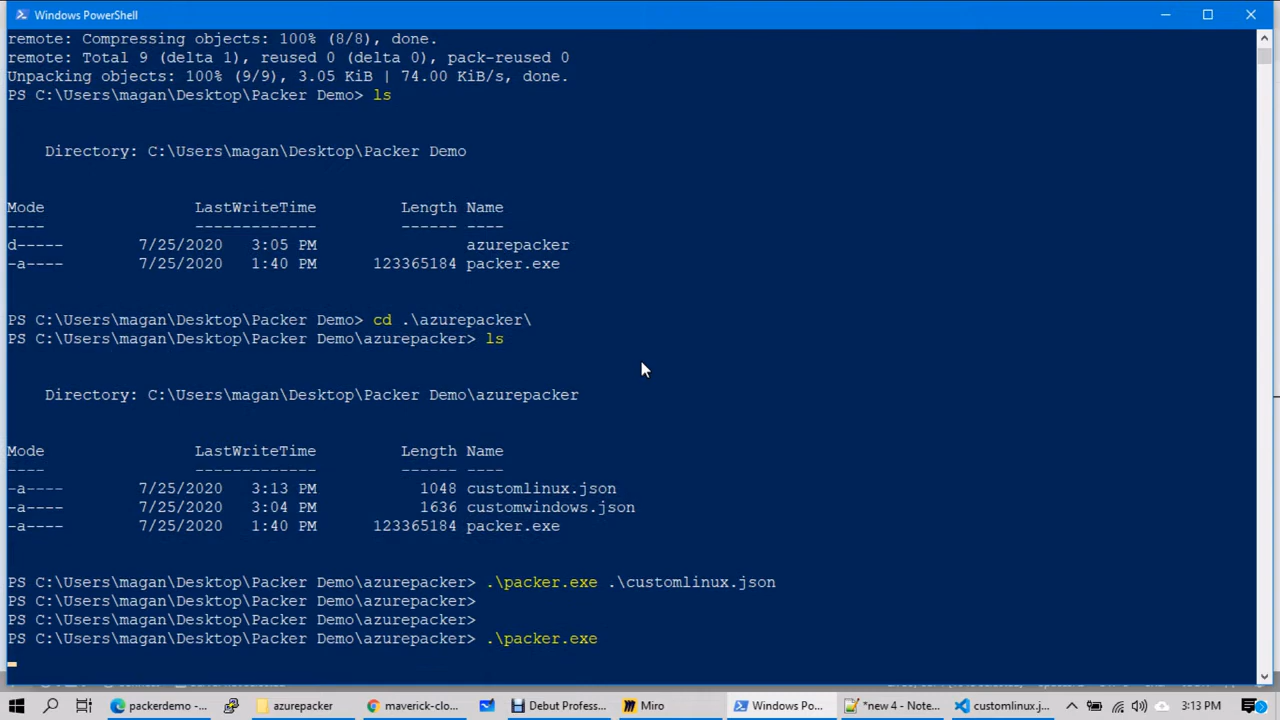 Windows PowerShell
remote: Compressing objects: 100% (8/8), done.
remote: Total 9 (delta 1), reused 0 (delta 0), pack-reused 0
Unpacking objects: 100% (9/9), 3.05 KiB | 74.00 KiB/s, done.
PS C:\Users\magan\Desktop\Packer Demo> ls
Directory: C:\Users\magan\Desktop\Packer Demo
Mode LastWriteTime Length Name
---- ------------- ------ ----
d----- 7/25/2020 3:05 PM azurepacker
-a---- 7/25/2020 1:40 PM 123365184 packer.exe
PS C:\Users\magan\Desktop\Packer Demo> cd .\azurepacker\
PS C:\Users\magan\Desktop\Packer Demo\azurepacker> ls
Directory: C:\Users\magan\Desktop\Packer Demo\azurepacker
Mode LastWriteTime Length Name
---- ------------- ------ ----
-a---- 7/25/2020 3:13 PM 1048 customlinux.json
-a---- 7/25/2020 3:04 PM 1636 customwindows.json
-a---- 7/25/2020 1:40 PM 123365184 packer.exe
PS C:\Users\magan\Desktop\Packer Demo\azurepacker> .\packer.exe .\customlinux.json
PS C:\Users\magan\Desktop\Packer Demo\azurepacker>
PS C:\Users\magan\Desktop\Packer Demo\azurepacker>
PS C:\Users\magan\Desktop\Packer Demo\azurepacker> .\packer.exe
packerdemo - ... azurepacker maverick-clo... Debut Profess... Miro Windows Po... *new 4 - Note... customlinux.j... 3:13 PM